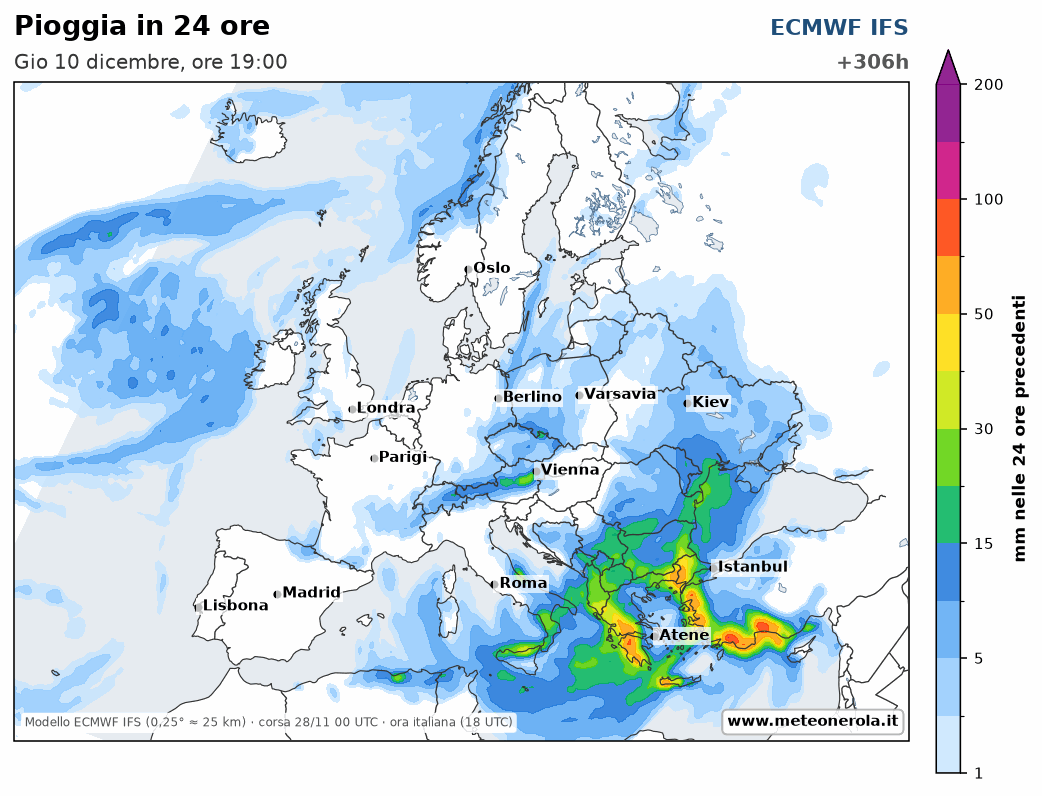 Pioggia in 24 ore
ECMWF IFS
Gio 10 dicembre, ore 19:00
+306h
200
100
50
30
15
5
1
mm nelle 24 ore precedenti
Oslo
Berlino
Varsavia
Kiev
Londra
Parigi
Vienna
Istanbul
Roma
Madrid
Lisbona
Atene
Modello ECMWF IFS (0,25° ≈ 25 km) · corsa 28/11 00 UTC · ora italiana (18 UTC)
www.meteonerola.it